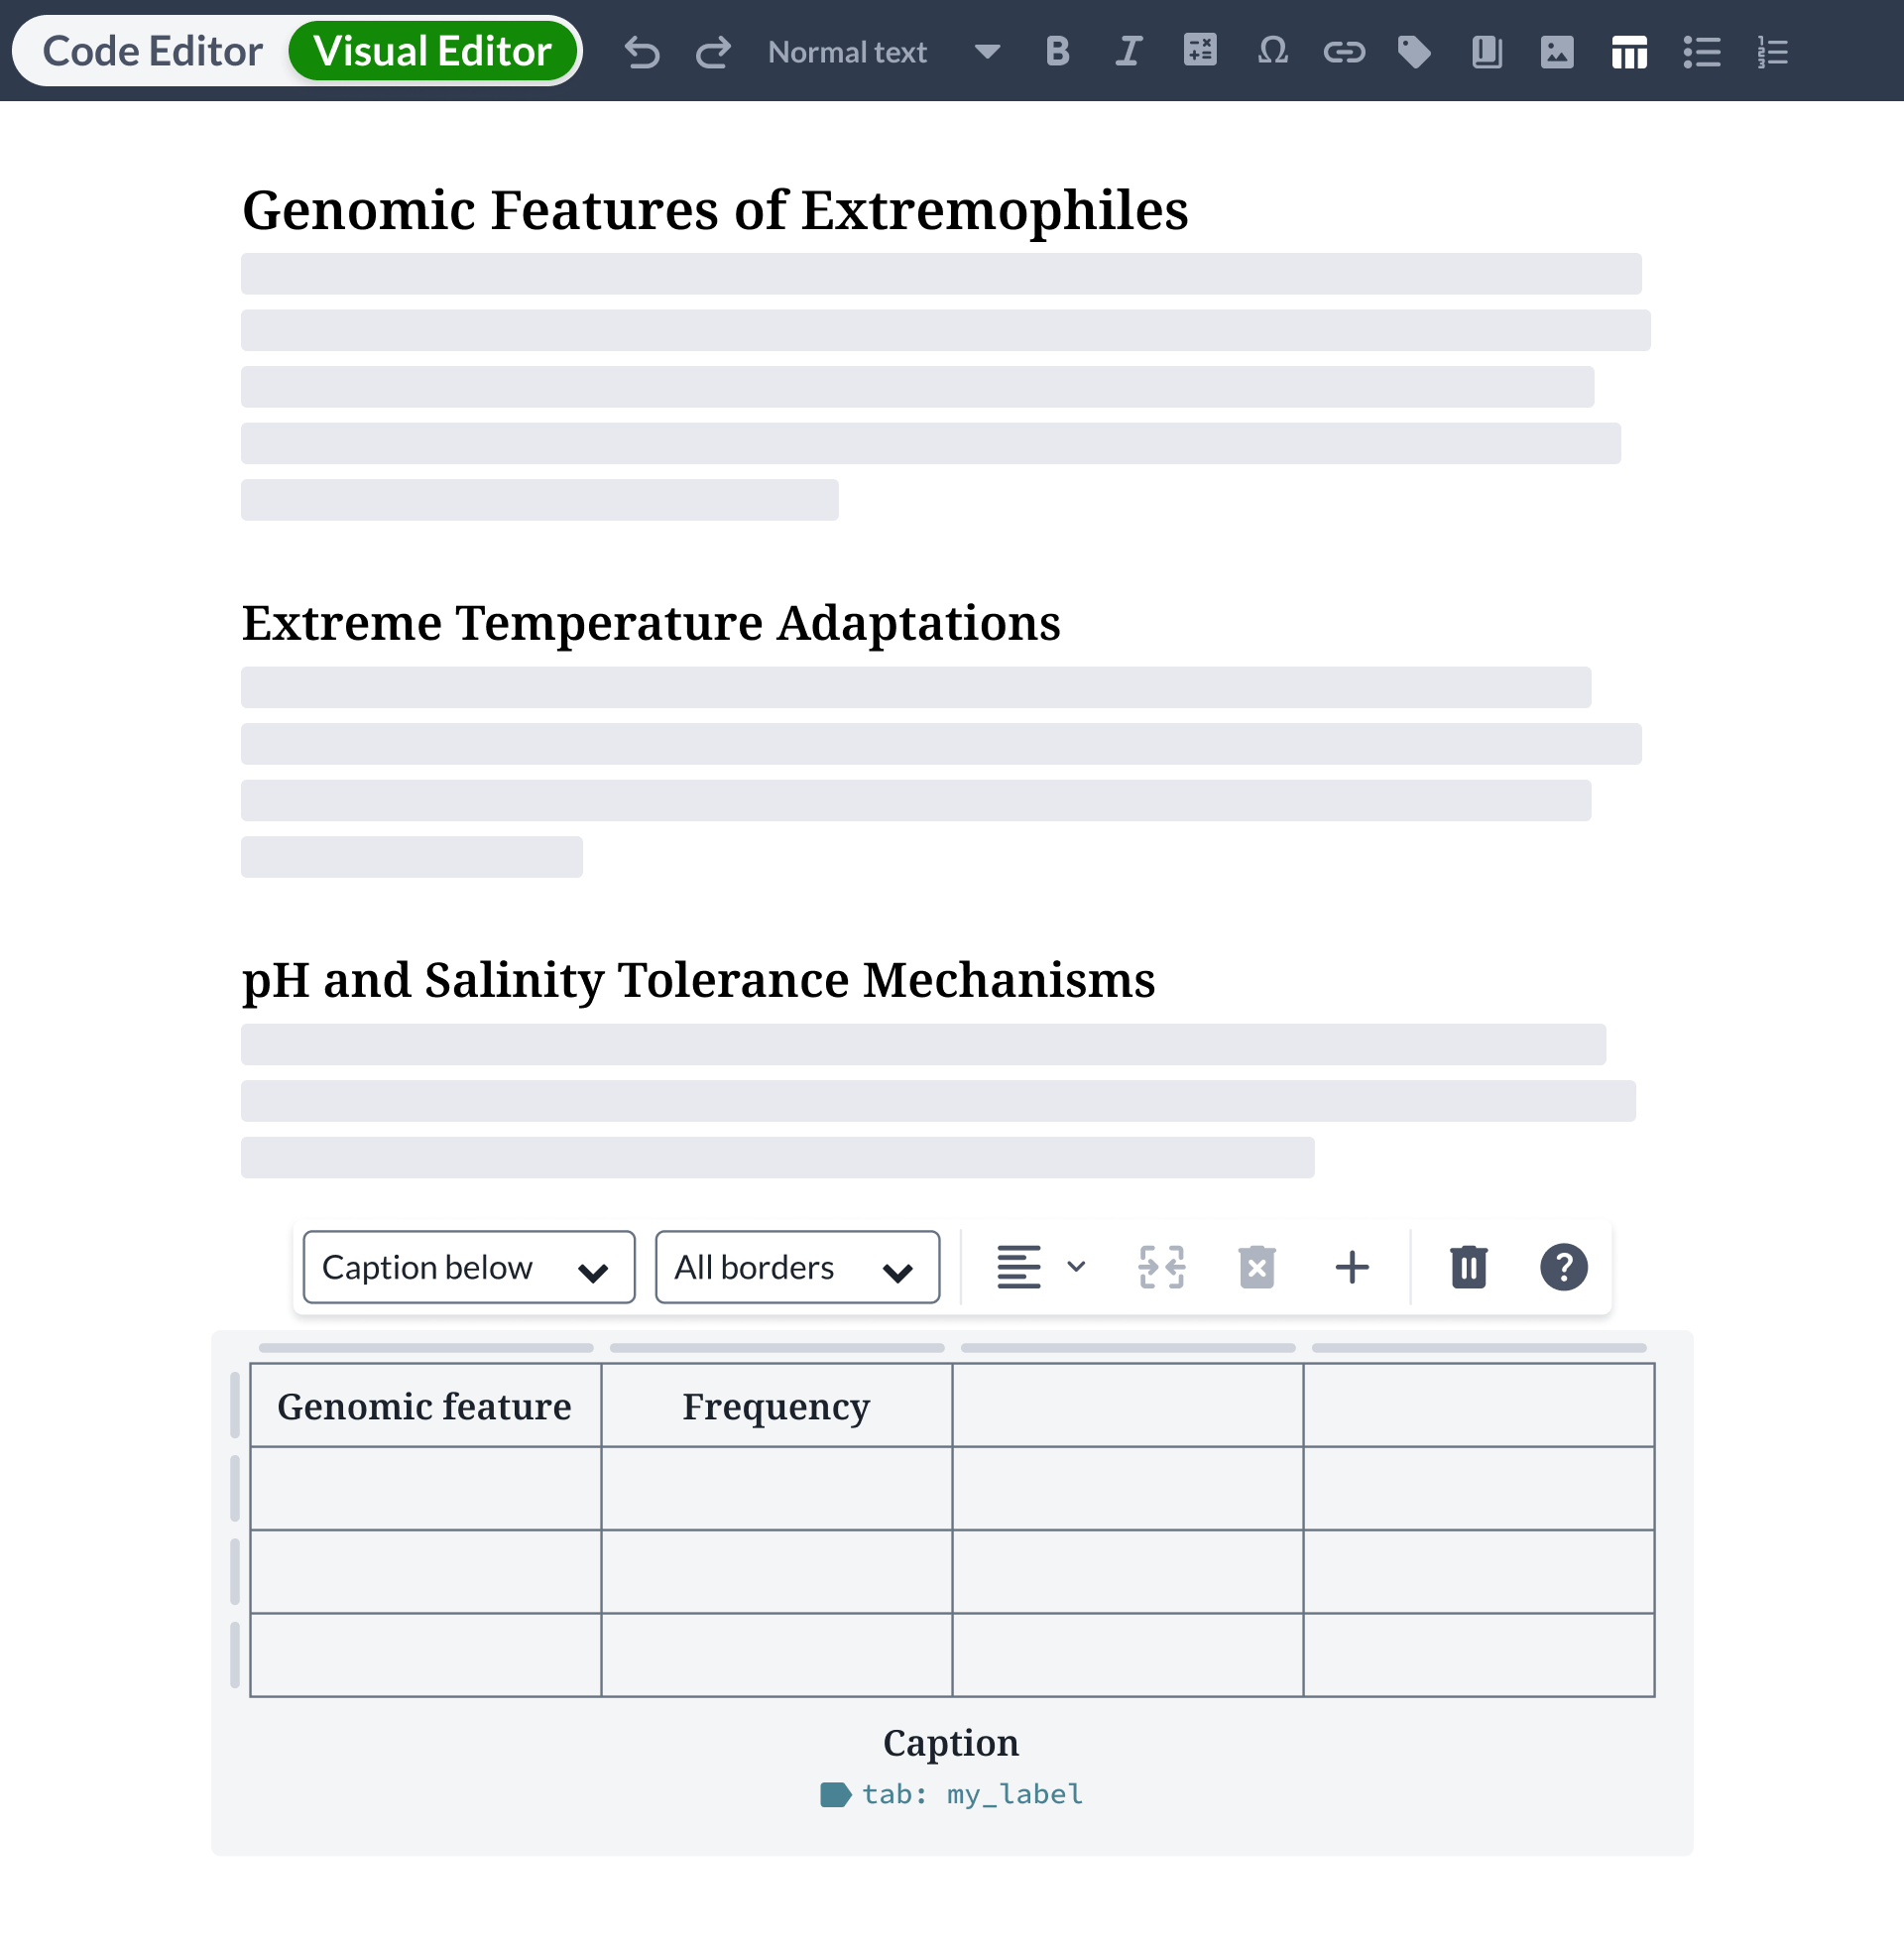 Code Editor Visual Editor Normal text B I Ω
Genomic Features of Extremophiles
Extreme Temperature Adaptations
pH and Salinity Tolerance Mechanisms
Caption below All borders ?
Genomic feature Frequency
Caption
tab: my_label